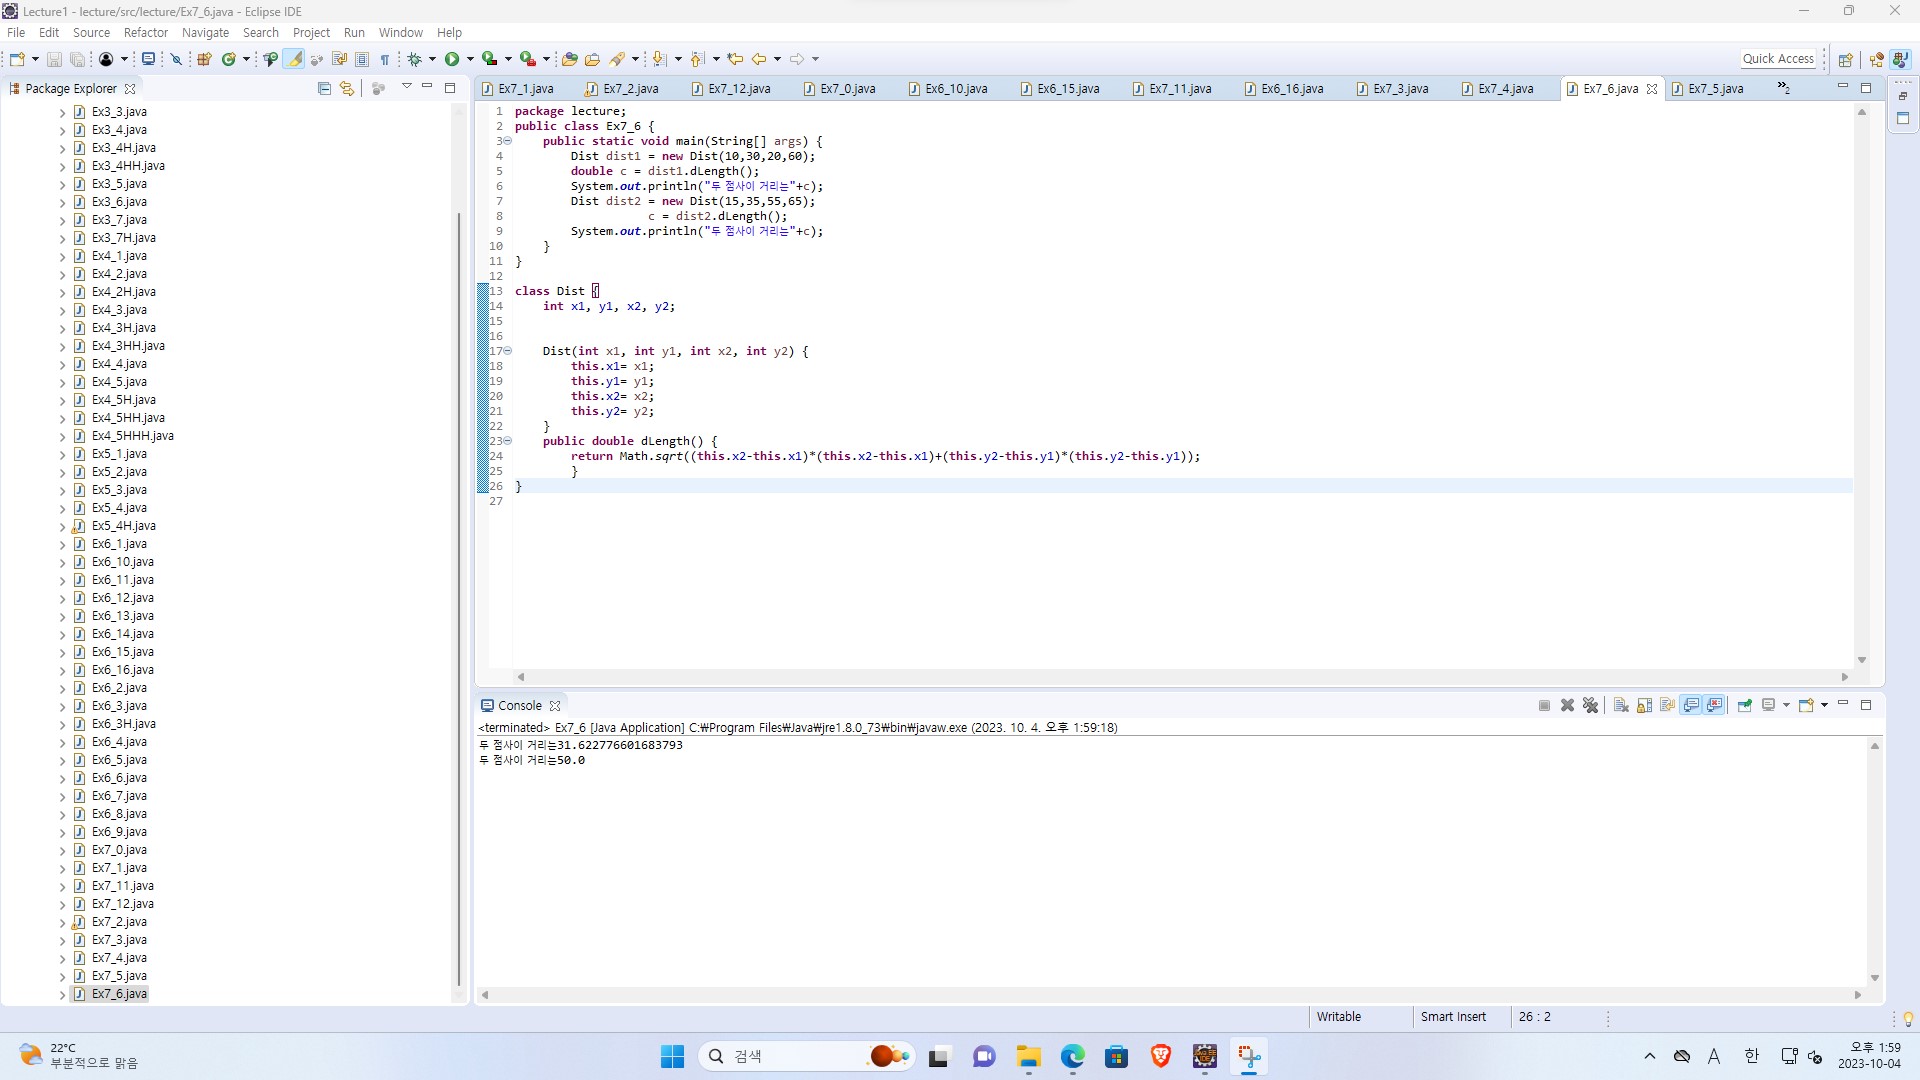 Lecture1 - lecture/src/lecture/Ex7_6.java - Eclipse IDE
File Edit Source Refactor Navigate Search Project Run Window Help
Quick Access
Package Explorer
Ex3_3.java
Ex3_4.java
Ex3_4H.java
Ex3_4HH.java
Ex3_5.java
Ex3_6.java
Ex3_7.java
Ex3_7H.java
Ex4_1.java
Ex4_2.java
Ex4_2H.java
Ex4_3.java
Ex4_3H.java
Ex4_3HH.java
Ex4_4.java
Ex4_5.java
Ex4_5H.java
Ex4_5HH.java
Ex4_5HHH.java
Ex5_1.java
Ex5_2.java
Ex5_3.java
Ex5_4.java
Ex5_4H.java
Ex6_1.java
Ex6_10.java
Ex6_11.java
Ex6_12.java
Ex6_13.java
Ex6_14.java
Ex6_15.java
Ex6_16.java
Ex6_2.java
Ex6_3.java
Ex6_3H.java
Ex6_4.java
Ex6_5.java
Ex6_6.java
Ex6_7.java
Ex6_8.java
Ex6_9.java
Ex7_0.java
Ex7_1.java
Ex7_11.java
Ex7_12.java
Ex7_2.java
Ex7_3.java
Ex7_4.java
Ex7_5.java
Ex7_6.java
Ex7_1.java Ex7_2.java Ex7_12.java Ex7_0.java Ex6_10.java Ex6_15.java Ex7_11.java Ex6_16.java Ex7_3.java Ex7_4.java Ex7_6.java Ex7_5.java »2
1 package lecture;
2 public class Ex7_6 {
3 public static void main(String[] args) {
4 Dist dist1 = new Dist(10,30,20,60);
5 double c = dist1.dLength();
6 System.out.println("두 점사이 거리는"+c);
7 Dist dist2 = new Dist(15,35,55,65);
8 c = dist2.dLength();
9 System.out.println("두 점사이 거리는"+c);
10 }
11 }
12
13 class Dist {
14 int x1, y1, x2, y2;
15
16
17 Dist(int x1, int y1, int x2, int y2) {
18 this.x1= x1;
19 this.y1= y1;
20 this.x2= x2;
21 this.y2= y2;
22 }
23 public double dLength() {
24 return Math.sqrt((this.x2-this.x1)*(this.x2-this.x1)+(this.y2-this.y1)*(this.y2-this.y1));
25 }
26 }
27
Console
<terminated> Ex7_6 [Java Application] C:₩Program Files₩Java₩jre1.8.0_73₩bin₩javaw.exe (2023. 10. 4. 오후 1:59:18)
두 점사이 거리는31.622776601683793
두 점사이 거리는50.0
Writable Smart Insert 26 : 2
22°C
부분적으로 맑음
검색
A 한
오후 1:59
2023-10-04